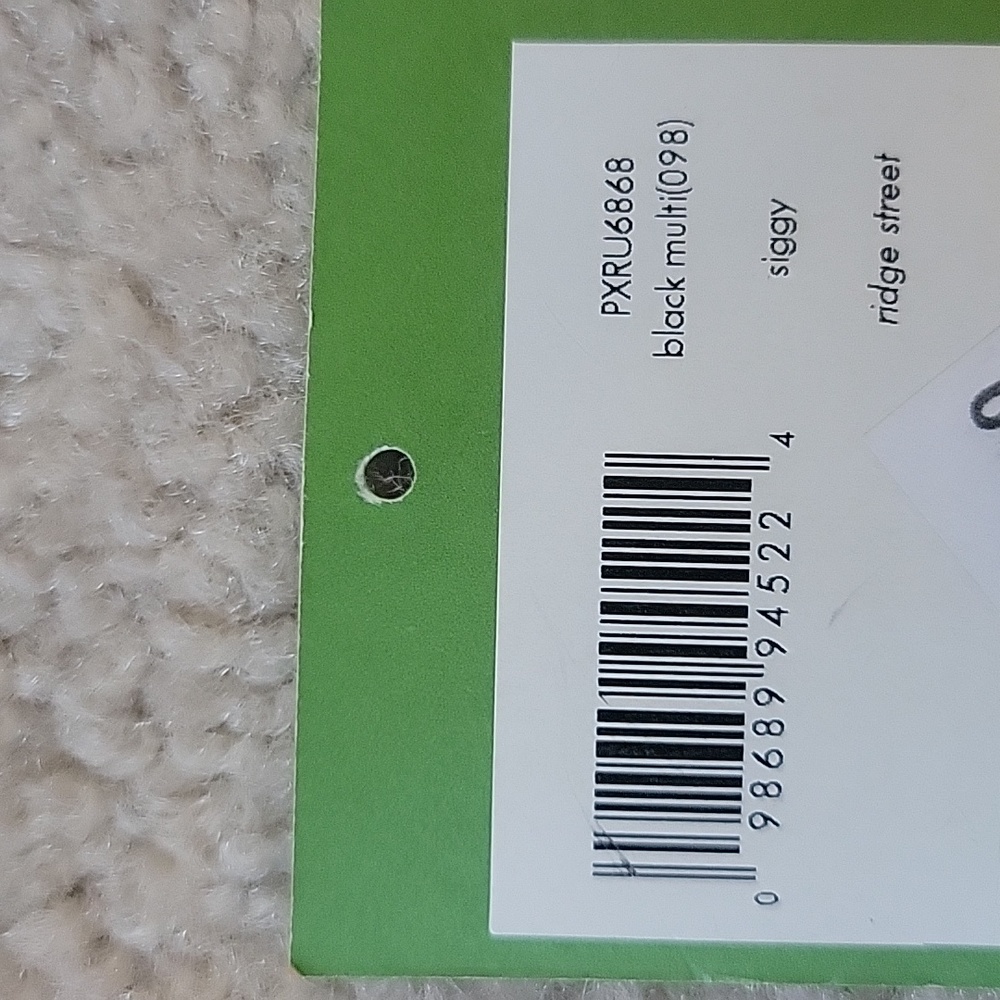 PXRU6868
black multi(098)
siggy
ridge street
0 98689 94522 4